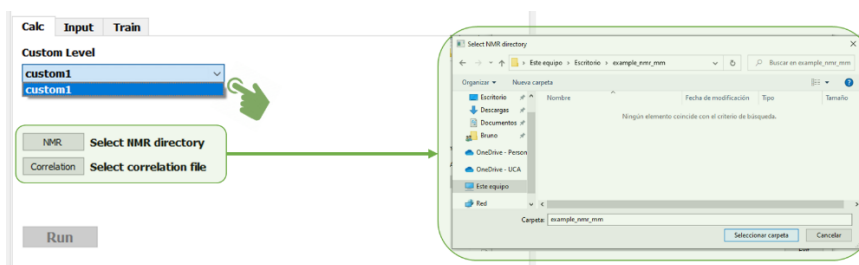 Calc Input Train
Custom Level
custom1
custom1
NMR Select NMR directory
Correlation Select correlation file
Run
Select NMR directory
Este equipo > Escritorio > example_nmr_mm
Buscar en example_nmr_mm
Organizar Nueva carpeta
Nombre Fecha de modificación Tipo Tamaño
Ningún elemento coincide con el criterio de búsqueda.
Escritorio
Descargas
Documentos
Bruno
OneDrive - Person
OneDrive - UCA
Este equipo
Red
Carpeta: example_nmr_mm
Seleccionar carpeta Cancelar